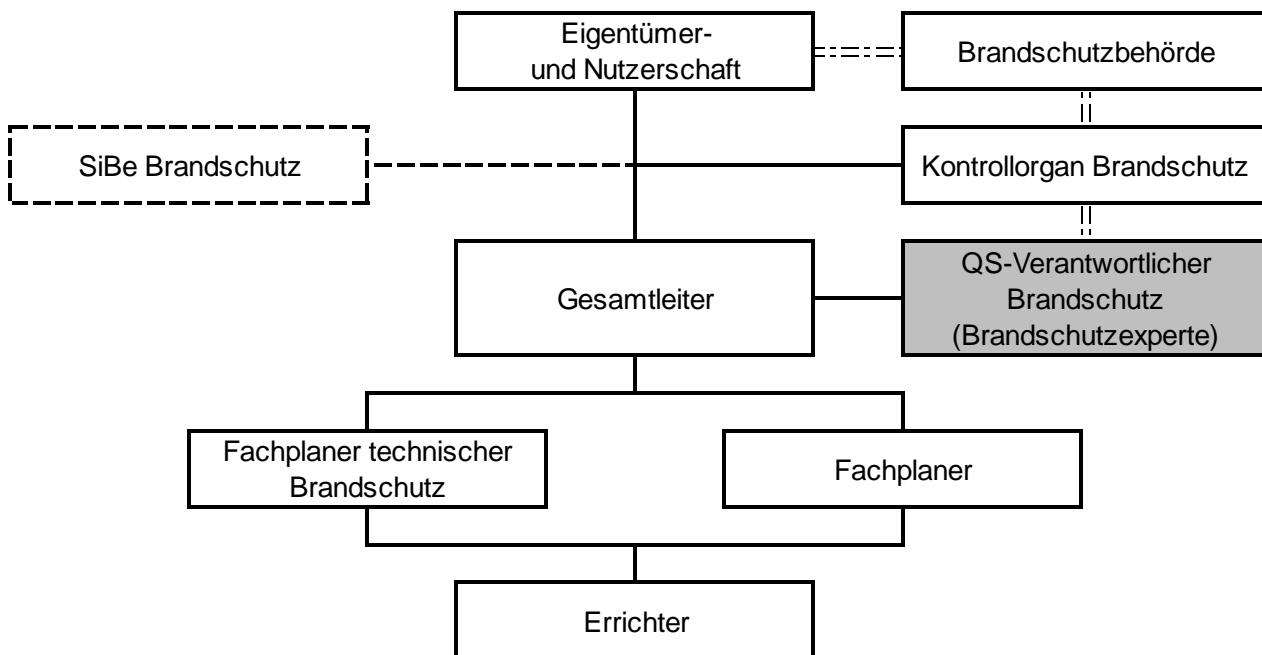 Eigentümer-
und Nutzerschaft
Brandschutzbehörde
SiBe Brandschutz
Kontrollorgan Brandschutz
Gesamtleiter
QS-Verantwortlicher
Brandschutz
(Brandschutzexperte)
Fachplaner technischer
Brandschutz
Fachplaner
Errichter